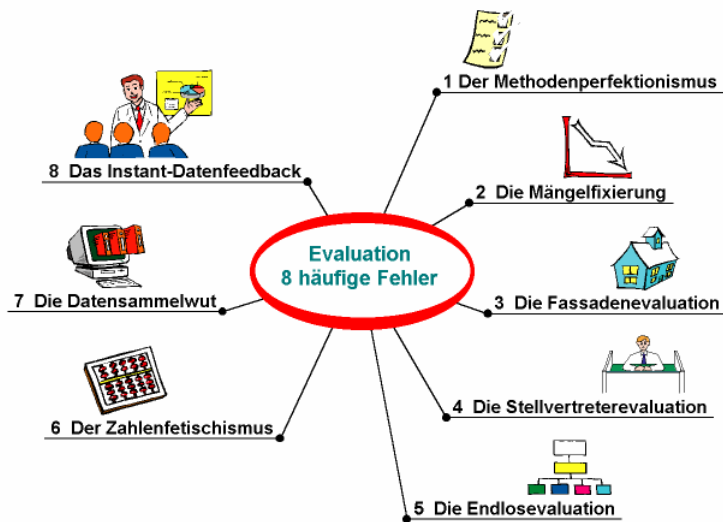 Evaluation
8 häufige Fehler
1 Der Methodenperfektionismus
2 Die Mängelfixierung
3 Die Fassadenevaluation
4 Die Stellvertreterevaluation
5 Die Endlosevaluation
6 Der Zahlenfetischismus
7 Die Datensammelwut
8 Das Instant-Datenfeedback